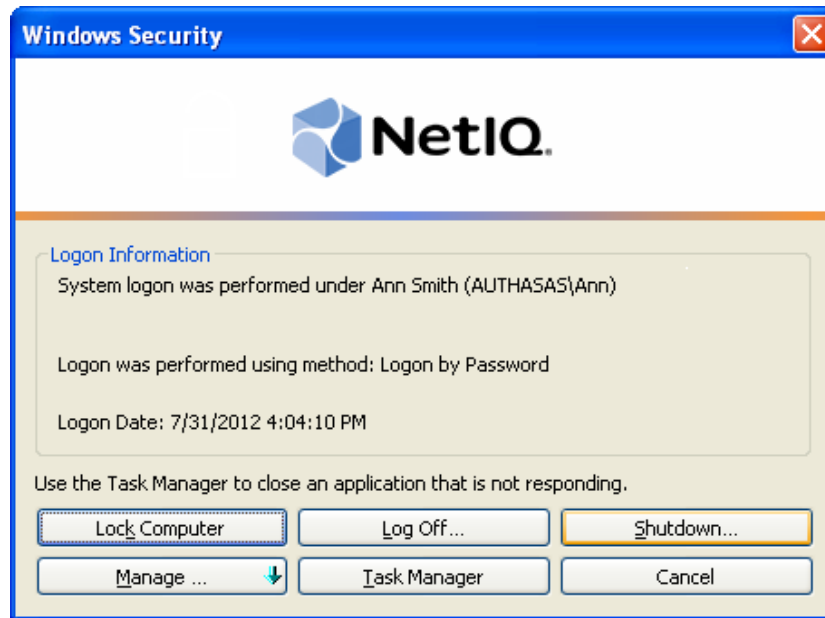 Windows Security
NetIQ.
Logon Information
System logon was performed under Ann Smith (AUTHASAS\Ann)
Logon was performed using method: Logon by Password
Logon Date: 7/31/2012 4:04:10 PM
Use the Task Manager to close an application that is not responding.
Lock Computer Log Off... Shutdown...
Manage ... Task Manager Cancel